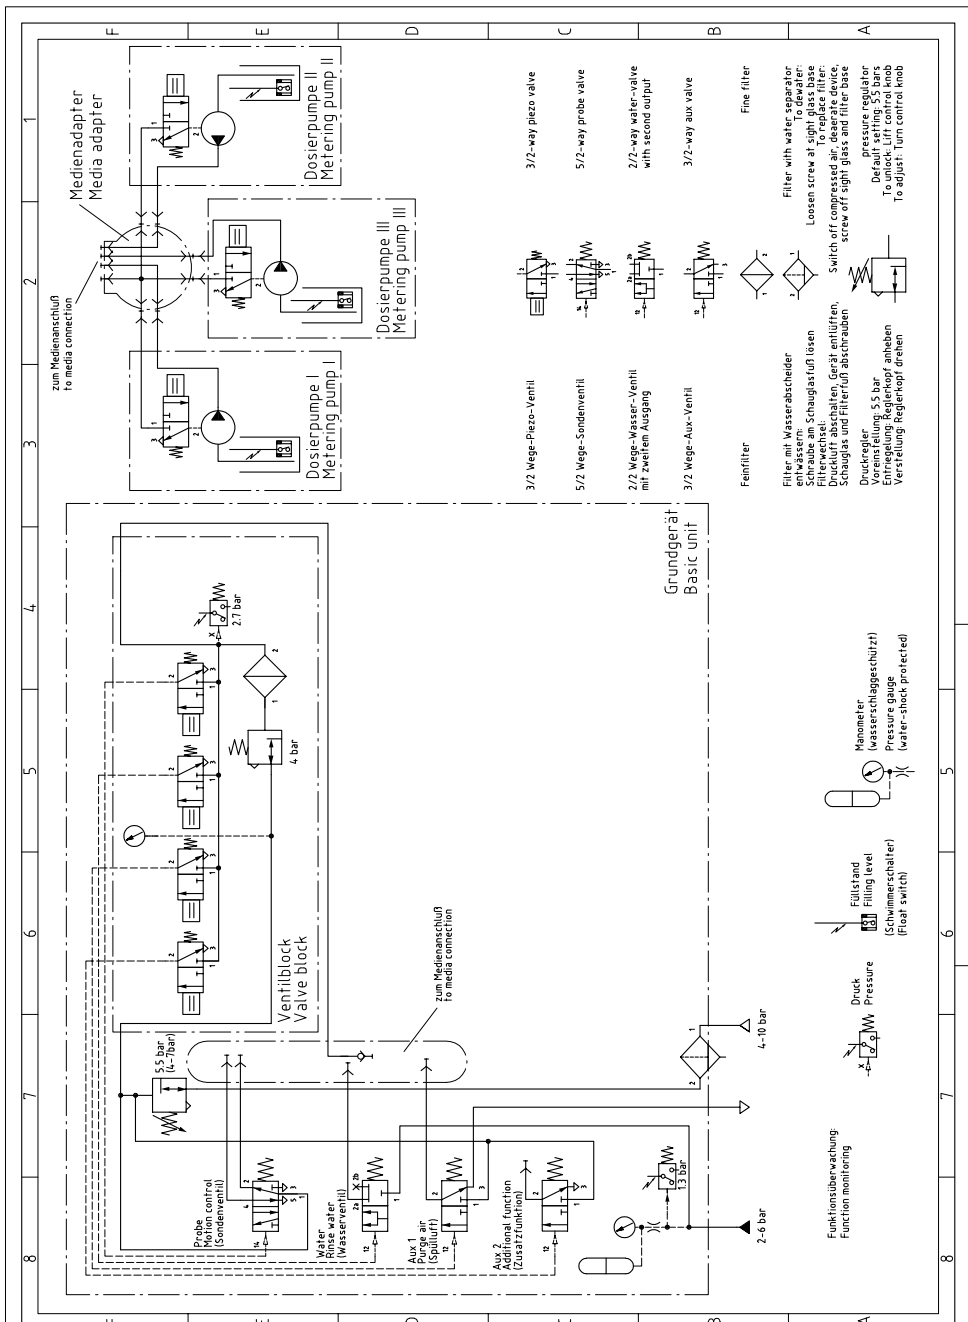 F
E
D
C
B
A
1
2
3
4
5
6
7
8
Medienadapter
Media adapter
zum Medienanschluß
to media connection
Dosierpumpe II
Metering pump II
Dosierpumpe III
Metering pump III
Dosierpumpe I
Metering pump I
3/2-way piezo valve
5/2-way probe valve
2/2-way water-valve
with second output
3/2-way aux valve
Fine filter
Filter with water separator
To dewater:
Loosen screw at sight glass base
To replace filter:
Switch off compressed air, deaerate device,
screw off sight glass and filter base
pressure regulator
Default setting: 5.5 bars
To unlock: Lift control knob
To adjust: Turn control knob
3/2 Wege-Piezo-Ventil
5/2 Wege-Sondenventil
2/2 Wege-Wasser-Ventil
mit zweitem Ausgang
3/2 Wege-Aux-Ventil
Feinfilter
Filter mit Wasserabscheider
entwässern:
Schraube am Schauglasfuß lösen
Filterwechsel:
Druckluft abschalten, Gerät entlüften,
Schauglas und Filterfuß abschrauben
Druckregler
Voreinstellung: 5.5 bar
Entriegelung: Reglerkopf anheben
Verstellung: Reglerkopf drehen
Grundgerät
Basic unit
2.7 bar
4 bar
Ventilblock
Valve block
zum Medienanschluß
to media connection
5.5 bar
(4-7bar)
4-10 bar
Probe
Motion control
(Sondenventil)
Water
Rinse water
(Wasserventil)
Aux 1
Purge air
(Spülluft)
Aux 2
Additional function
(Zusatzfunktion)
1.3 bar
2-6 bar
Manometer
(wasserschlaggeschützt)
Pressure gauge
(water-shock protected)
Füllstand
Filling level
(Schwimmerschalter)
(Float switch)
Druck
Pressure
Funktionsüberwachung:
Function monitoring